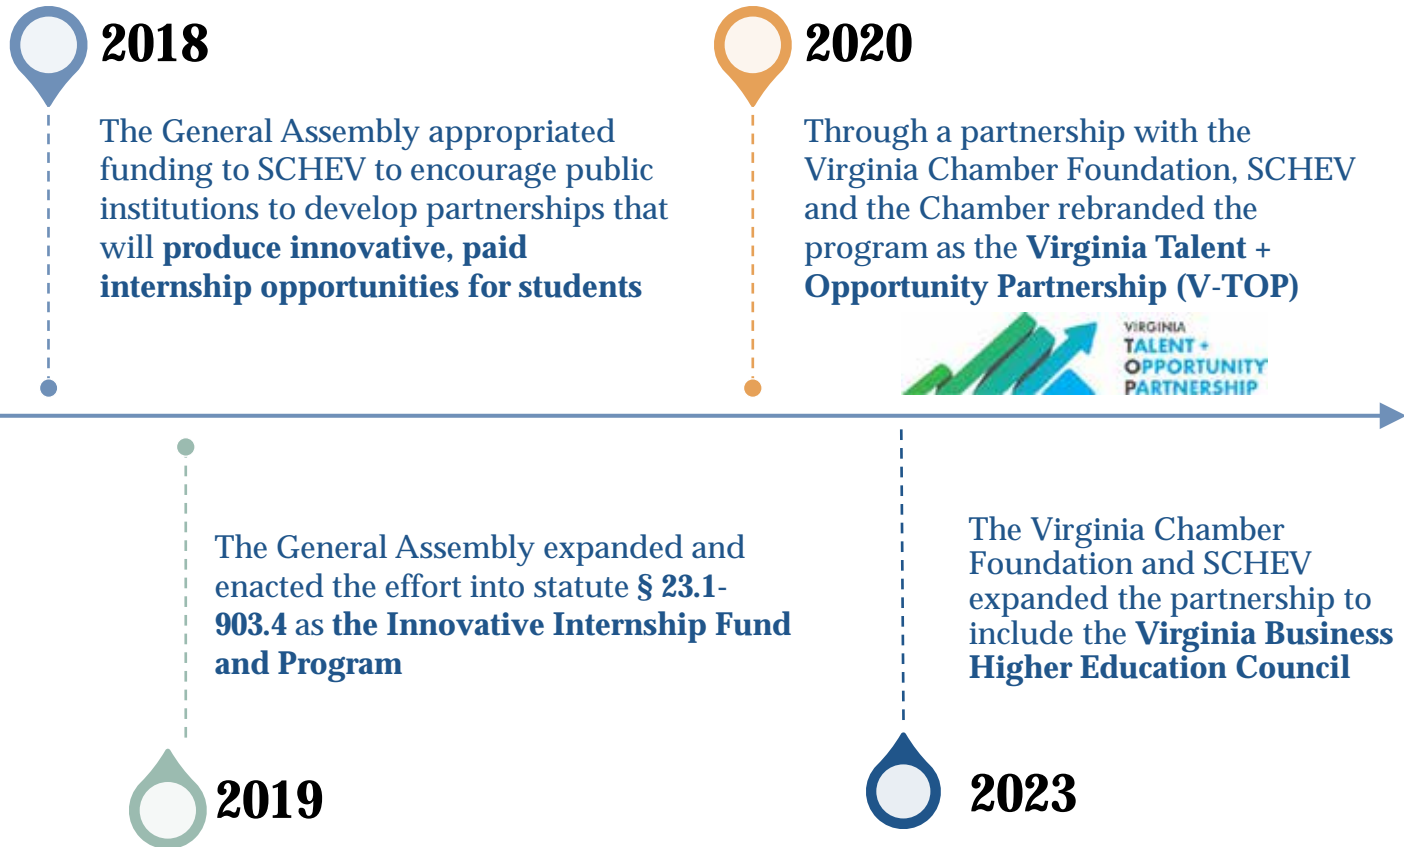 2018
The General Assembly appropriated
funding to SCHEV to encourage public
institutions to develop partnerships that
will produce innovative, paid
internship opportunities for students
2020
Through a partnership with the
Virginia Chamber Foundation, SCHEV
and the Chamber rebranded the
program as the Virginia Talent +
Opportunity Partnership (V-TOP)
VIRGINIA
TALENT +
OPPORTUNITY
PARTNERSHIP
The General Assembly expanded and
enacted the effort into statute § 23.1-
903.4 as the Innovative Internship Fund
and Program
2019
The Virginia Chamber
Foundation and SCHEV
expanded the partnership to
include the Virginia Business
Higher Education Council
2023